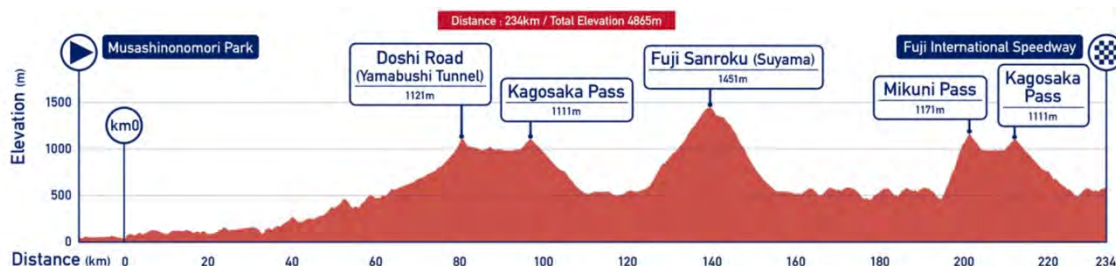 Distance : 234km / Total Elevation 4865m
Musashinonomori Park
Fuji International Speedway
Doshi Road
(Yamabushi Tunnel)
1121m
Kagosaka Pass
1111m
Fuji Sanroku (Suyama)
1451m
Mikuni Pass
1171m
Kagosaka
Pass
1111m
km0
Elevation (m)
1500
1000
500
0
Distance (km) 0 20 40 60 80 100 120 140 160 180 200 220 234